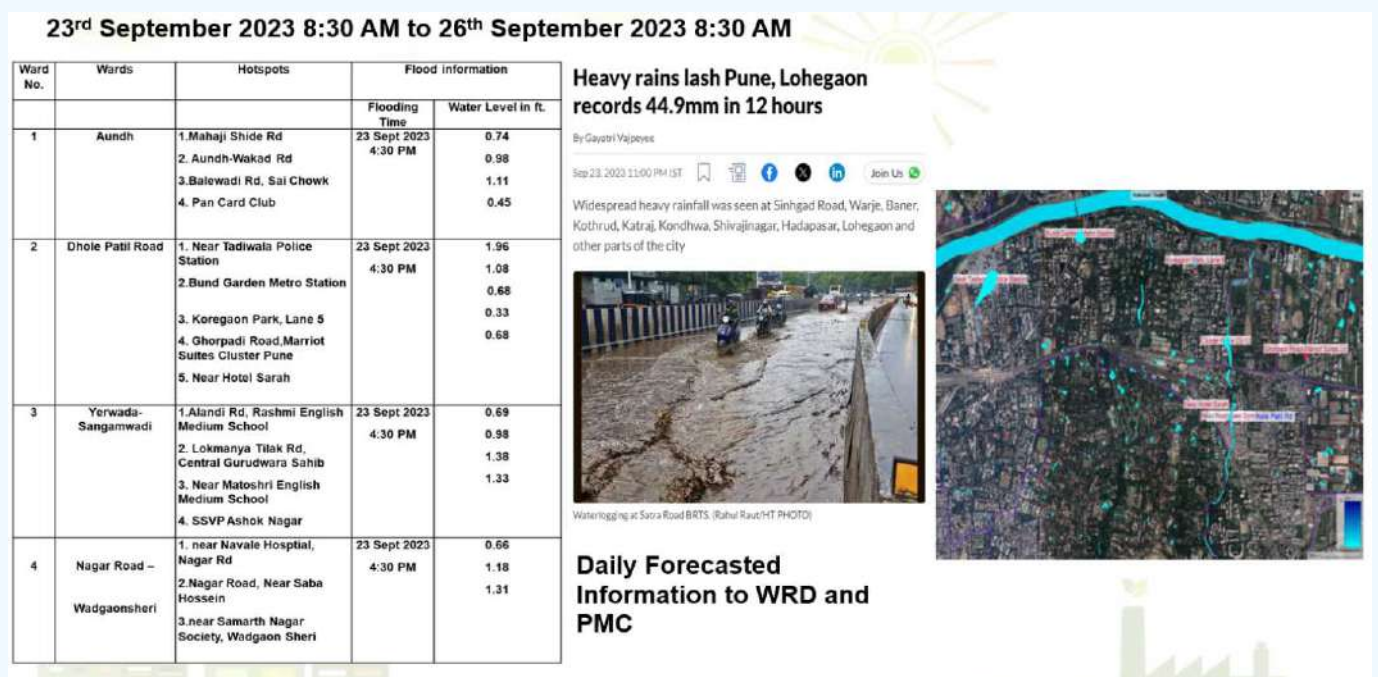 23rd September 2023 8:30 AM to 26th September 2023 8:30 AM
Ward No.
Wards
Hotspots
Flood information
Flooding Time
Water Level in ft.
1
Aundh
1.Mahaji Shide Rd
2. Aundh-Wakad Rd
3.Balewadi Rd, Sai Chowk
4. Pan Card Club
23 Sept 2023
4:30 PM
0.74
0.98
1.11
0.45
2
Dhole Patil Road
1. Near Tadiwala Police
Station
2.Bund Garden Metro Station
3. Koregaon Park, Lane 5
4. Ghorpadi Road,Marriot
Suites Cluster Pune
5. Near Hotel Sarah
23 Sept 2023
4:30 PM
1.96
1.08
0.68
0.33
0.68
3
Yerwada-
Sangamwadi
1.Alandi Rd, Rashmi English
Medium School
2. Lokmanya Tilak Rd,
Central Gurudwara Sahib
3. Near Matoshri English
Medium School
4. SSVP Ashok Nagar
23 Sept 2023
4:30 PM
0.69
0.98
1.38
1.33
4
Nagar Road –
Wadgaonsheri
1. near Navale Hosptial,
Nagar Rd
2.Nagar Road, Near Saba
Hossein
3.near Samarth Nagar
Society, Wadgaon Sheri
23 Sept 2023
4:30 PM
0.66
1.18
1.31
Heavy rains lash Pune, Lohegaon
records 44.9mm in 12 hours
By Gayatri Vajpeyee
Sep 23, 2023 11:00 PM IST
Join Us
Widespread heavy rainfall was seen at Sinhgad Road, Warje, Baner,
Kothrud, Katraj, Kondhwa, Shivajinagar, Hadapasar, Lohegaon and
other parts of the city
Waterlogging at Satra Road BRTS. (Rahul Raut/HT PHOTO)
Daily Forecasted
Information to WRD and
PMC